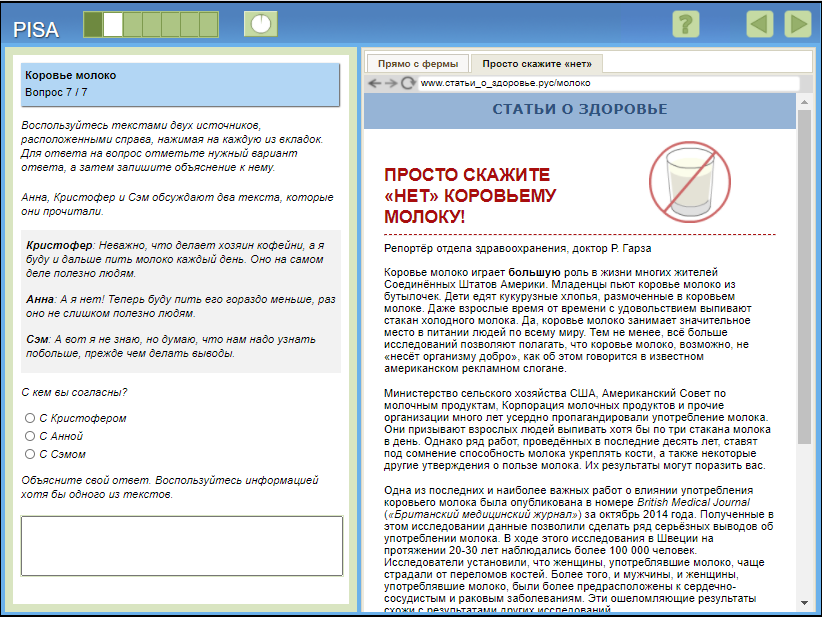 PISA
?
Коровье молоко
Вопрос 7 / 7
Воспользуйтесь текстами двух источников,
расположенными справа, нажимая на каждую из вкладок.
Для ответа на вопрос отметьте нужный вариант
ответа, а затем запишите объяснение к нему.
Анна, Кристофер и Сэм обсуждают два текста, которые
они прочитали.
Кристофер: Неважно, что делает хозяин кофейни, а я
буду и дальше пить молоко каждый день. Оно на самом
деле полезно людям.
Анна: А я нет! Теперь буду пить его гораздо меньше, раз
оно не слишком полезно людям.
Сэм: А вот я не знаю, но думаю, что нам надо узнать
побольше, прежде чем делать выводы.
С кем вы согласны?
С Кристофером
С Анной
С Сэмом
Объясните свой ответ. Воспользуйтесь информацией
хотя бы одного из текстов.
Прямо с фермы
Просто скажите «нет»
www.статьи_о_здоровье.рус/молоко
СТАТЬИ О ЗДОРОВЬЕ
ПРОСТО СКАЖИТЕ
«НЕТ» КОРОВЬЕМУ
МОЛОКУ!
Репортёр отдела здравоохранения, доктор Р. Гарза
Коровье молоко играет большую роль в жизни многих жителей
Соединённых Штатов Америки. Младенцы пьют коровье молоко из
бутылочек. Дети едят кукурузные хлопья, размоченные в коровьем
молоке. Даже взрослые время от времени с удовольствием выпивают
стакан холодного молока. Да, коровье молоко занимает значительное
место в питании людей по всему миру. Тем не менее, всё больше
исследований позволяют полагать, что коровье молоко, возможно, не
«несёт организму добро», как об этом говорится в известном
американском рекламном слогане.
Министерство сельского хозяйства США, Американский Совет по
молочным продуктам, Корпорация молочных продуктов и прочие
организации много лет усердно пропагандировали употребление молока.
Они призывают взрослых людей выпивать хотя бы по три стакана молока
в день. Однако ряд работ, проведённых в последние десять лет, ставят
под сомнение способность молока укреплять кости, а также некоторые
другие утверждения о пользе молока. Их результаты могут поразить вас.
Одна из последних и наиболее важных работ о влиянии употребления
коровьего молока была опубликована в номере British Medical Journal
(«Британский медицинский журнал») за октябрь 2014 года. Полученные в
этом исследовании данные позволили сделать ряд серьёзных выводов об
употреблении молока. В ходе этого исследования в Швеции на
протяжении 20-30 лет наблюдались более 100 000 человек.
Исследователи установили, что женщины, употреблявшие молоко, чаще
страдали от переломов костей. Более того, и мужчины, и женщины,
употреблявшие молоко, были более предрасположены к сердечно-
сосудистым и раковым заболеваниям. Эти ошеломляющие результаты
схожи с результатами других исследований.